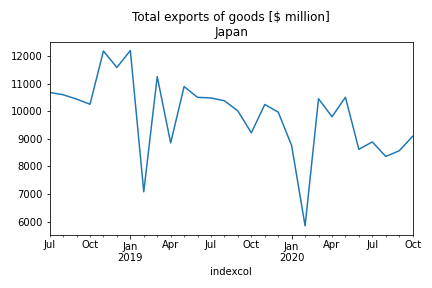 Total exports of goods [$ million]
Japan
12000
11000
10000
9000
8000
7000
6000
Jul Oct Jan Apr Jul Oct Jan Apr Jul Oct
2019 2020
indexcol